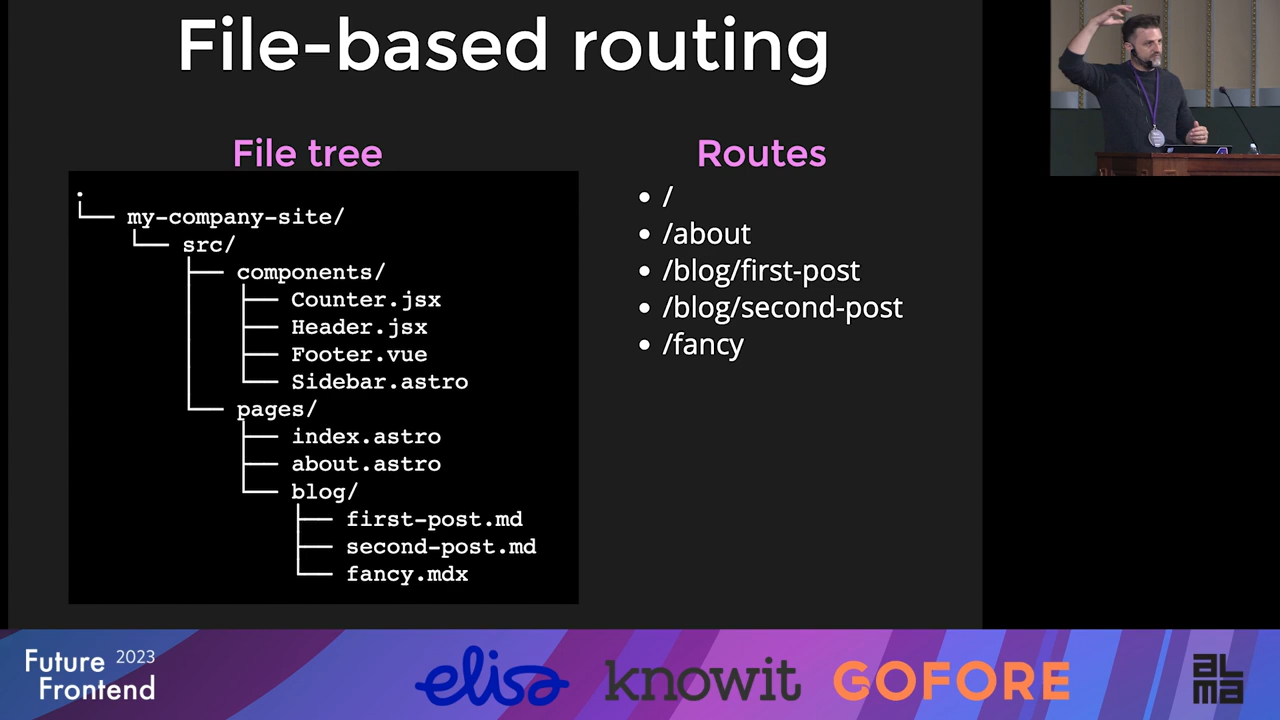 File-based routing
File tree
.
└── my-company-site/
└── src/
├── components/
├── Counter.jsx
├── Header.jsx
├── Footer.vue
└── Sidebar.astro
└── pages/
├── index.astro
├── about.astro
└── blog/
├── first-post.md
├── second-post.md
└── fancy.mdx
Routes
• /
• /about
• /blog/first-post
• /blog/second-post
• /fancy
Future 2023
Frontend
elisa
knowit
GOFORE
ALMA